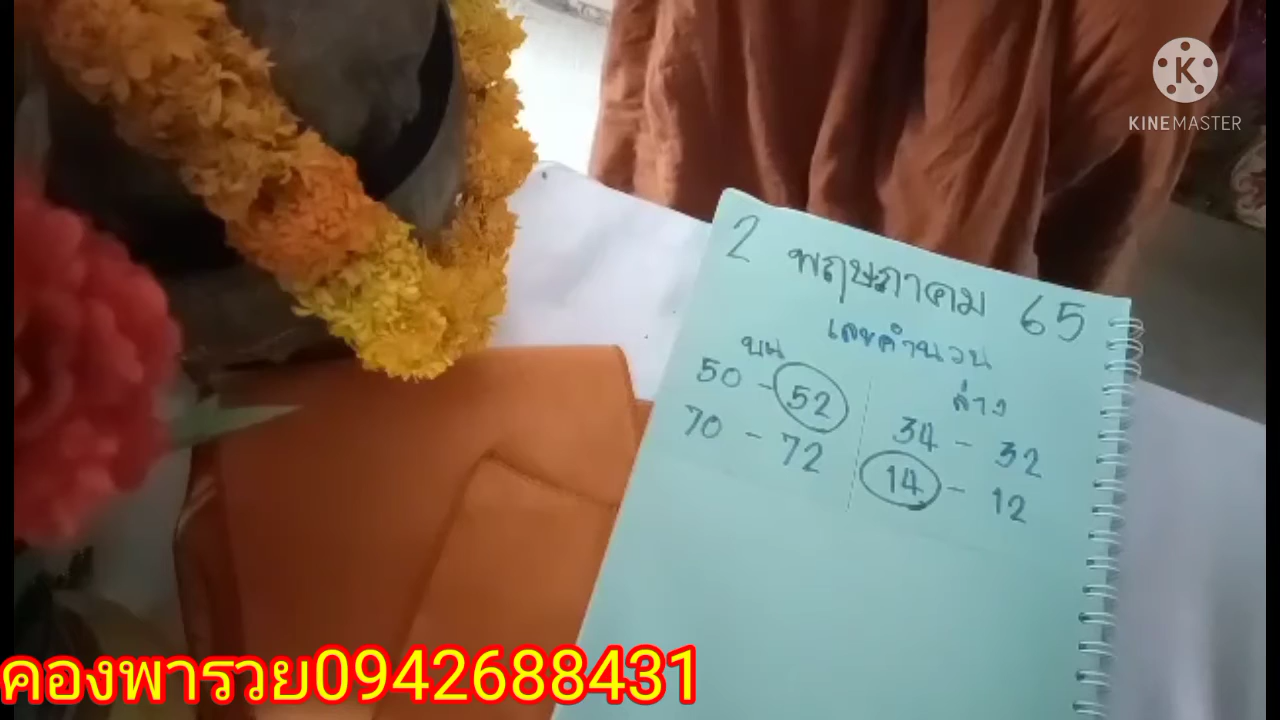 KINEMASTER
2 พฤษภาคม 65
เลขคำนวน
บน
50 - 52
70 - 72
ล่าง
34 - 32
14 - 12
คองพารวย0942688431